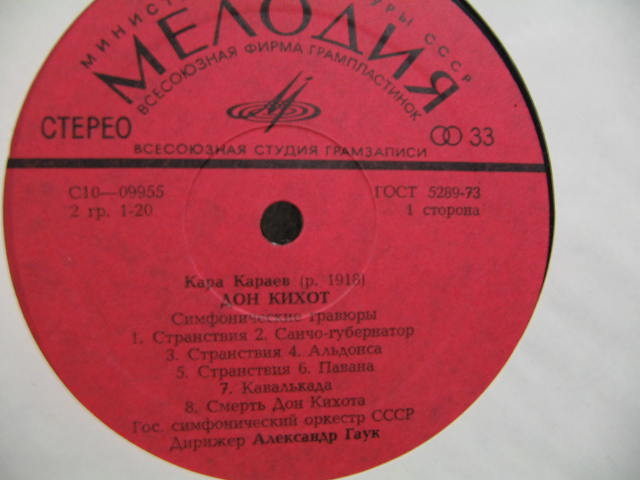 МИНИСТ УРЫ СССР
МЕЛОДИЯ
ВСЕСОЮЗНАЯ ФИРМА ГРАМПЛАСТИНОК
СТЕРЕО 33
ВСЕСОЮЗНАЯ СТУДИЯ ГРАМЗАПИСИ
С10—09955 ГОСТ 5289-73
2 гр. 1-20 1 сторона
Кара Караев (р. 1918)
ДОН КИХОТ
Симфонические гравюры
1. Странствия 2. Санчо-губернатор
3. Странствия 4. Альдонса
5. Странствия 6. Павана
7. Кавалькада
8. Смерть Дон Кихота
Гос. симфонический оркестр СССР
Дирижер Александр Гаук